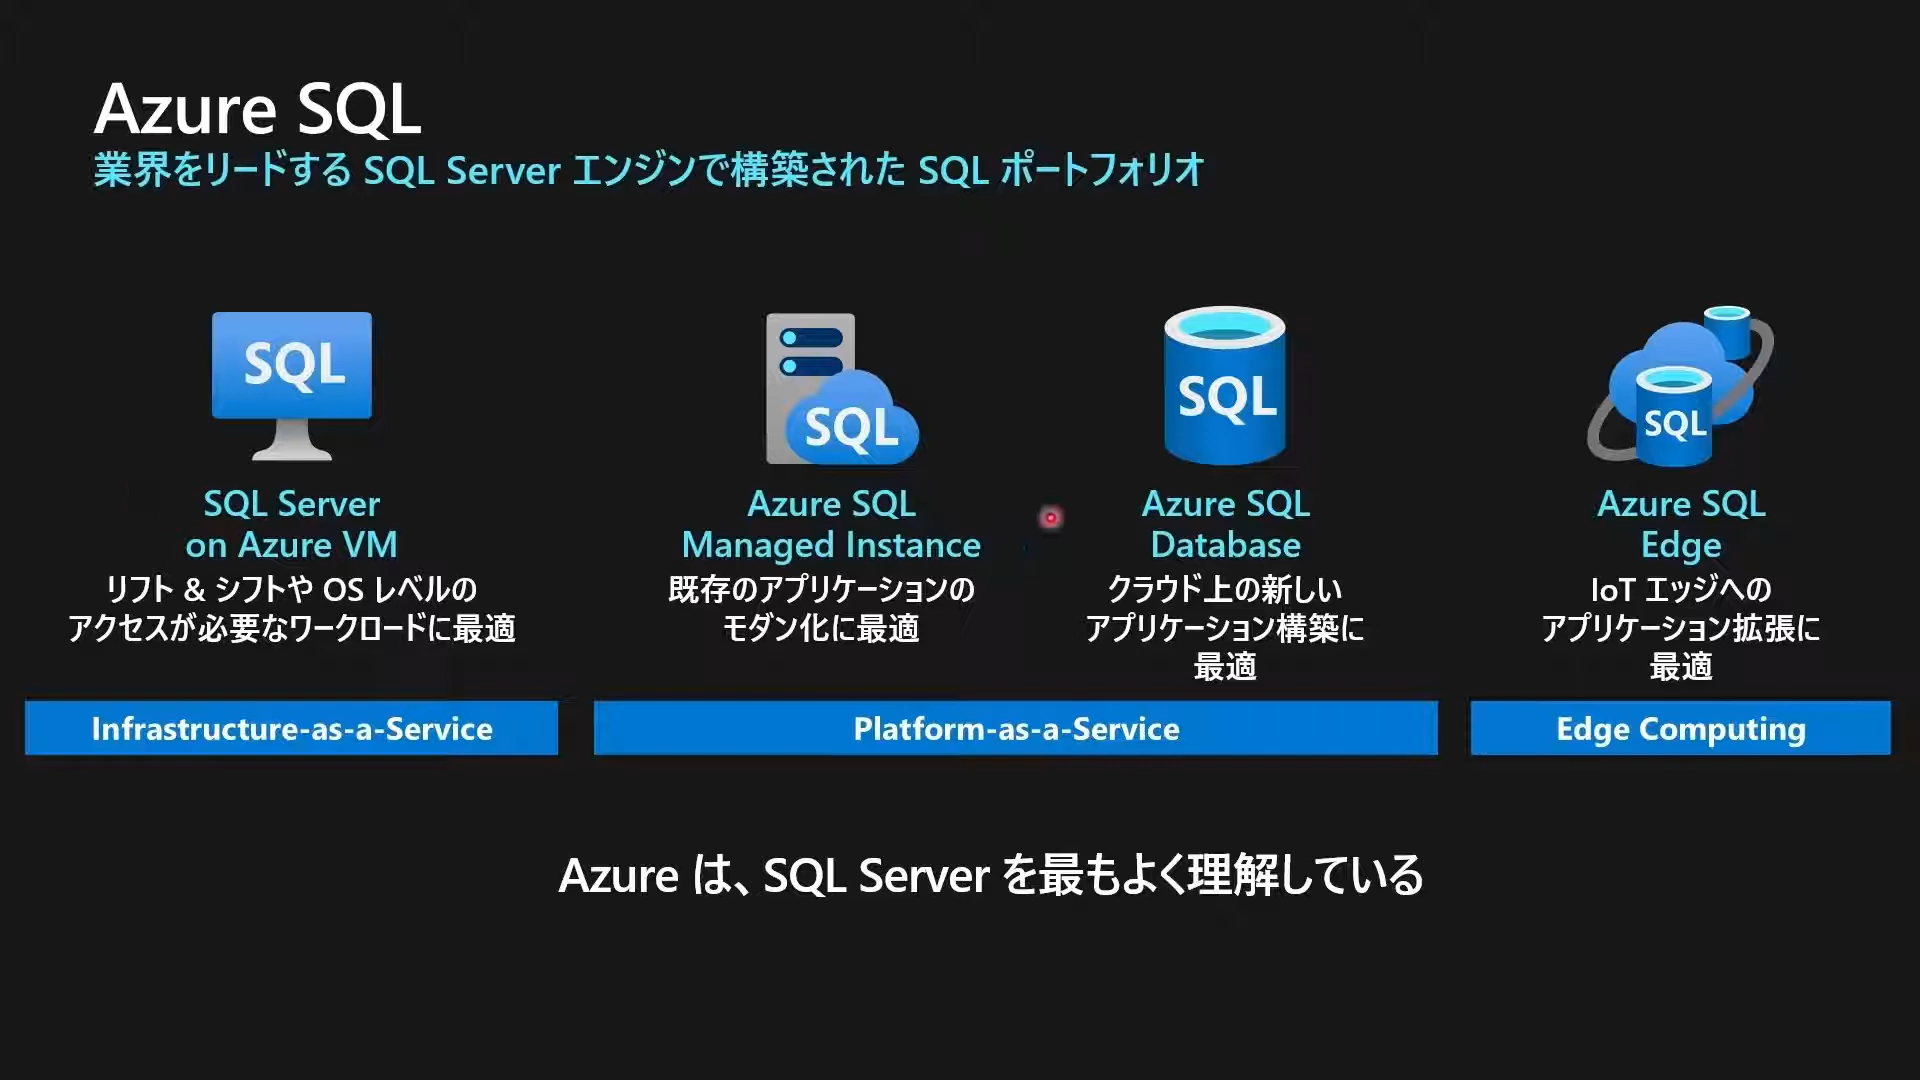 Azure SQL
業界をリードする SQL Server エンジンで構築された SQL ポートフォリオ
SQL
SQL Server
on Azure VM
リフト & シフトや OS レベルの
アクセスが必要なワークロードに最適
Infrastructure-as-a-Service
SQL
Azure SQL
Managed Instance
既存のアプリケーションの
モダン化に最適
SQL
Azure SQL
Database
クラウド上の新しい
アプリケーション構築に
最適
Platform-as-a-Service
SQL
Azure SQL
Edge
IoT エッジへの
アプリケーション拡張に
最適
Edge Computing
Azure は、SQL Server を最もよく理解している